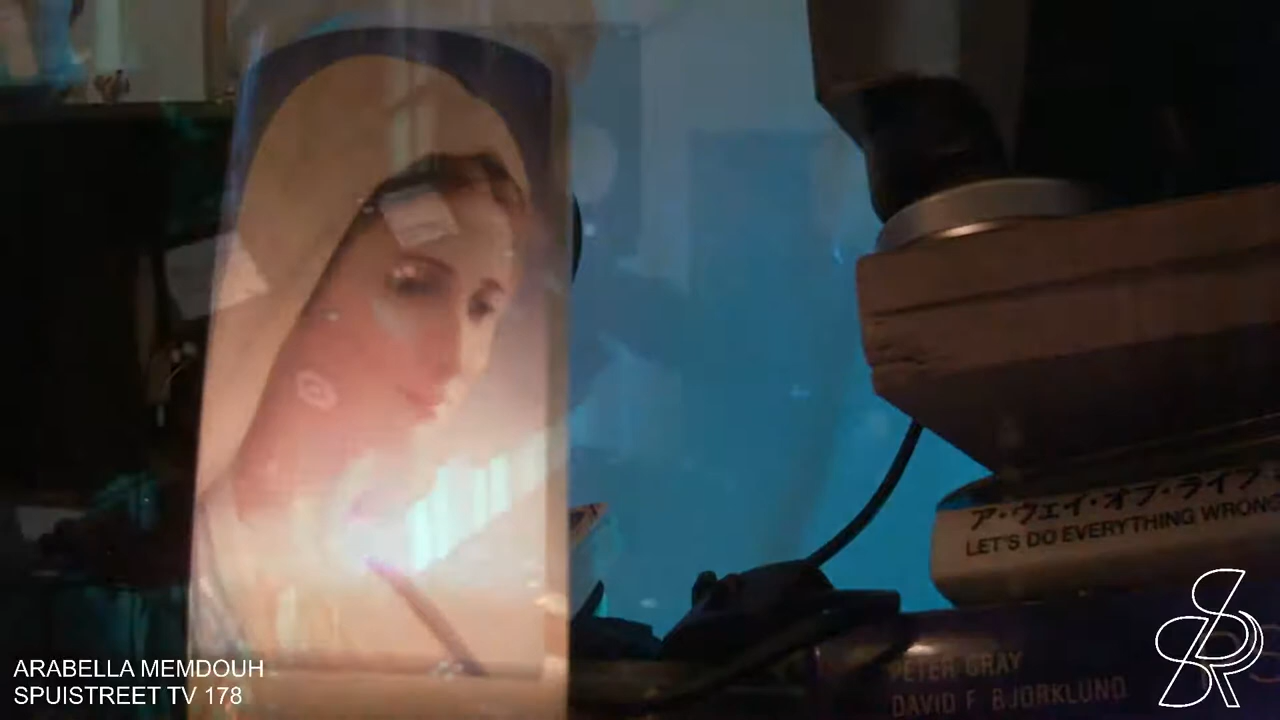 ア・ウェイ・オブ・ライフ
LET'S DO EVERYTHING WRONG
PETER GRAY
DAVID F BJORKLUND
ARABELLA MEMDOUH
SPUISTREET TV 178